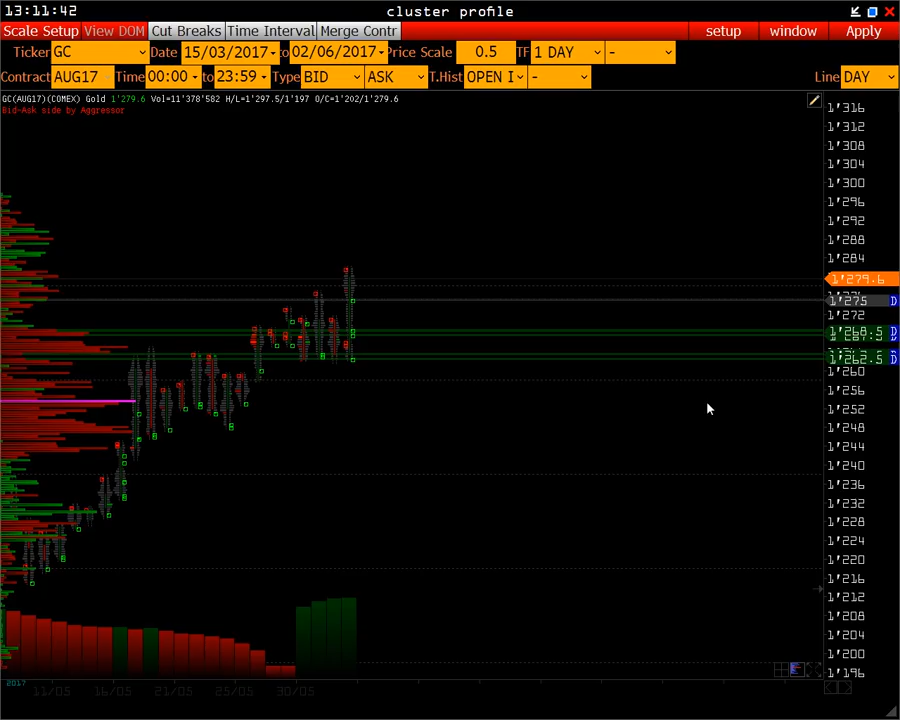 13:11:42 cluster profile
Scale Setup View DOM Cut Breaks Time Interval Merge Contr setup window Apply
Ticker GC Date 15/03/2017 to 02/06/2017 Price Scale 0.5 TF 1 DAY -
Contract AUG17 Time 00:00 to 23:59 Type BID ASK T.Hist OPEN I - Line DAY
GC(AUG17)(COMEX) Gold 1'279.6 Vol=11'378'582 H/L=1'297.5/1'197 O/C=1'202/1'279.6
Bid-Ask side by Aggressor
1'316
1'312
1'308
1'304
1'300
1'296
1'292
1'288
1'284
1'279.6
1'275 D
1'272
1'268.5 D
1'262.5 D
1'260
1'256
1'252
1'248
1'244
1'240
1'236
1'232
1'228
1'224
1'220
1'216
1'212
1'208
1'204
1'200
1'196
2017
11/05 16/05 21/05 25/05 30/05